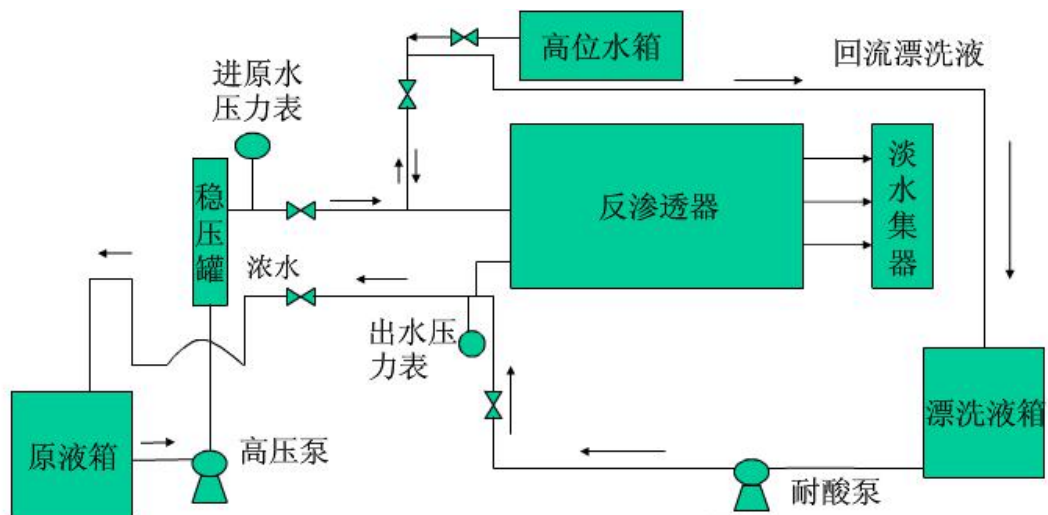 高位水箱
回流漂洗液
进原水
压力表
稳
压
罐
反渗透器
淡
水
集
器
浓水
出水压
力表
漂洗液箱
原液箱
高压泵
耐酸泵